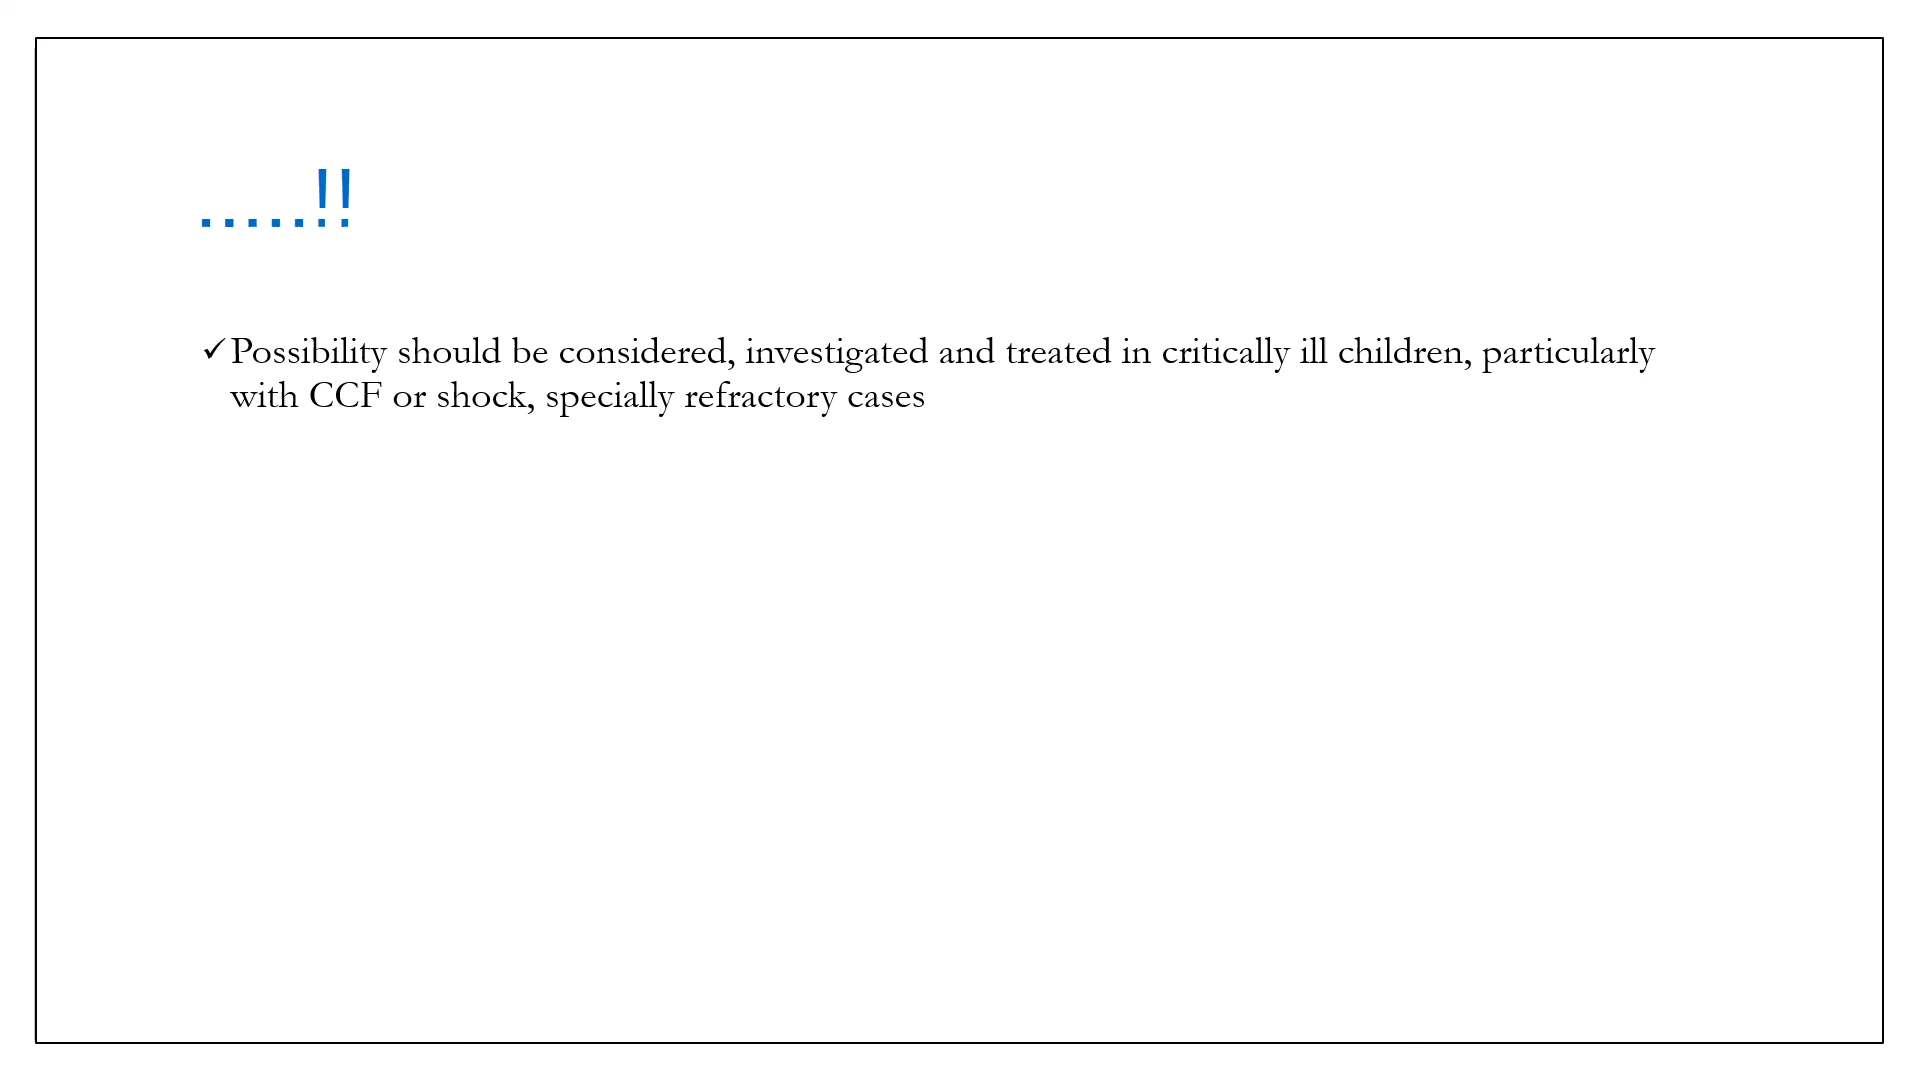 .....!!
✓Possibility should be considered, investigated and treated in critically ill children, particularly
with CCF or shock, specially refractory cases